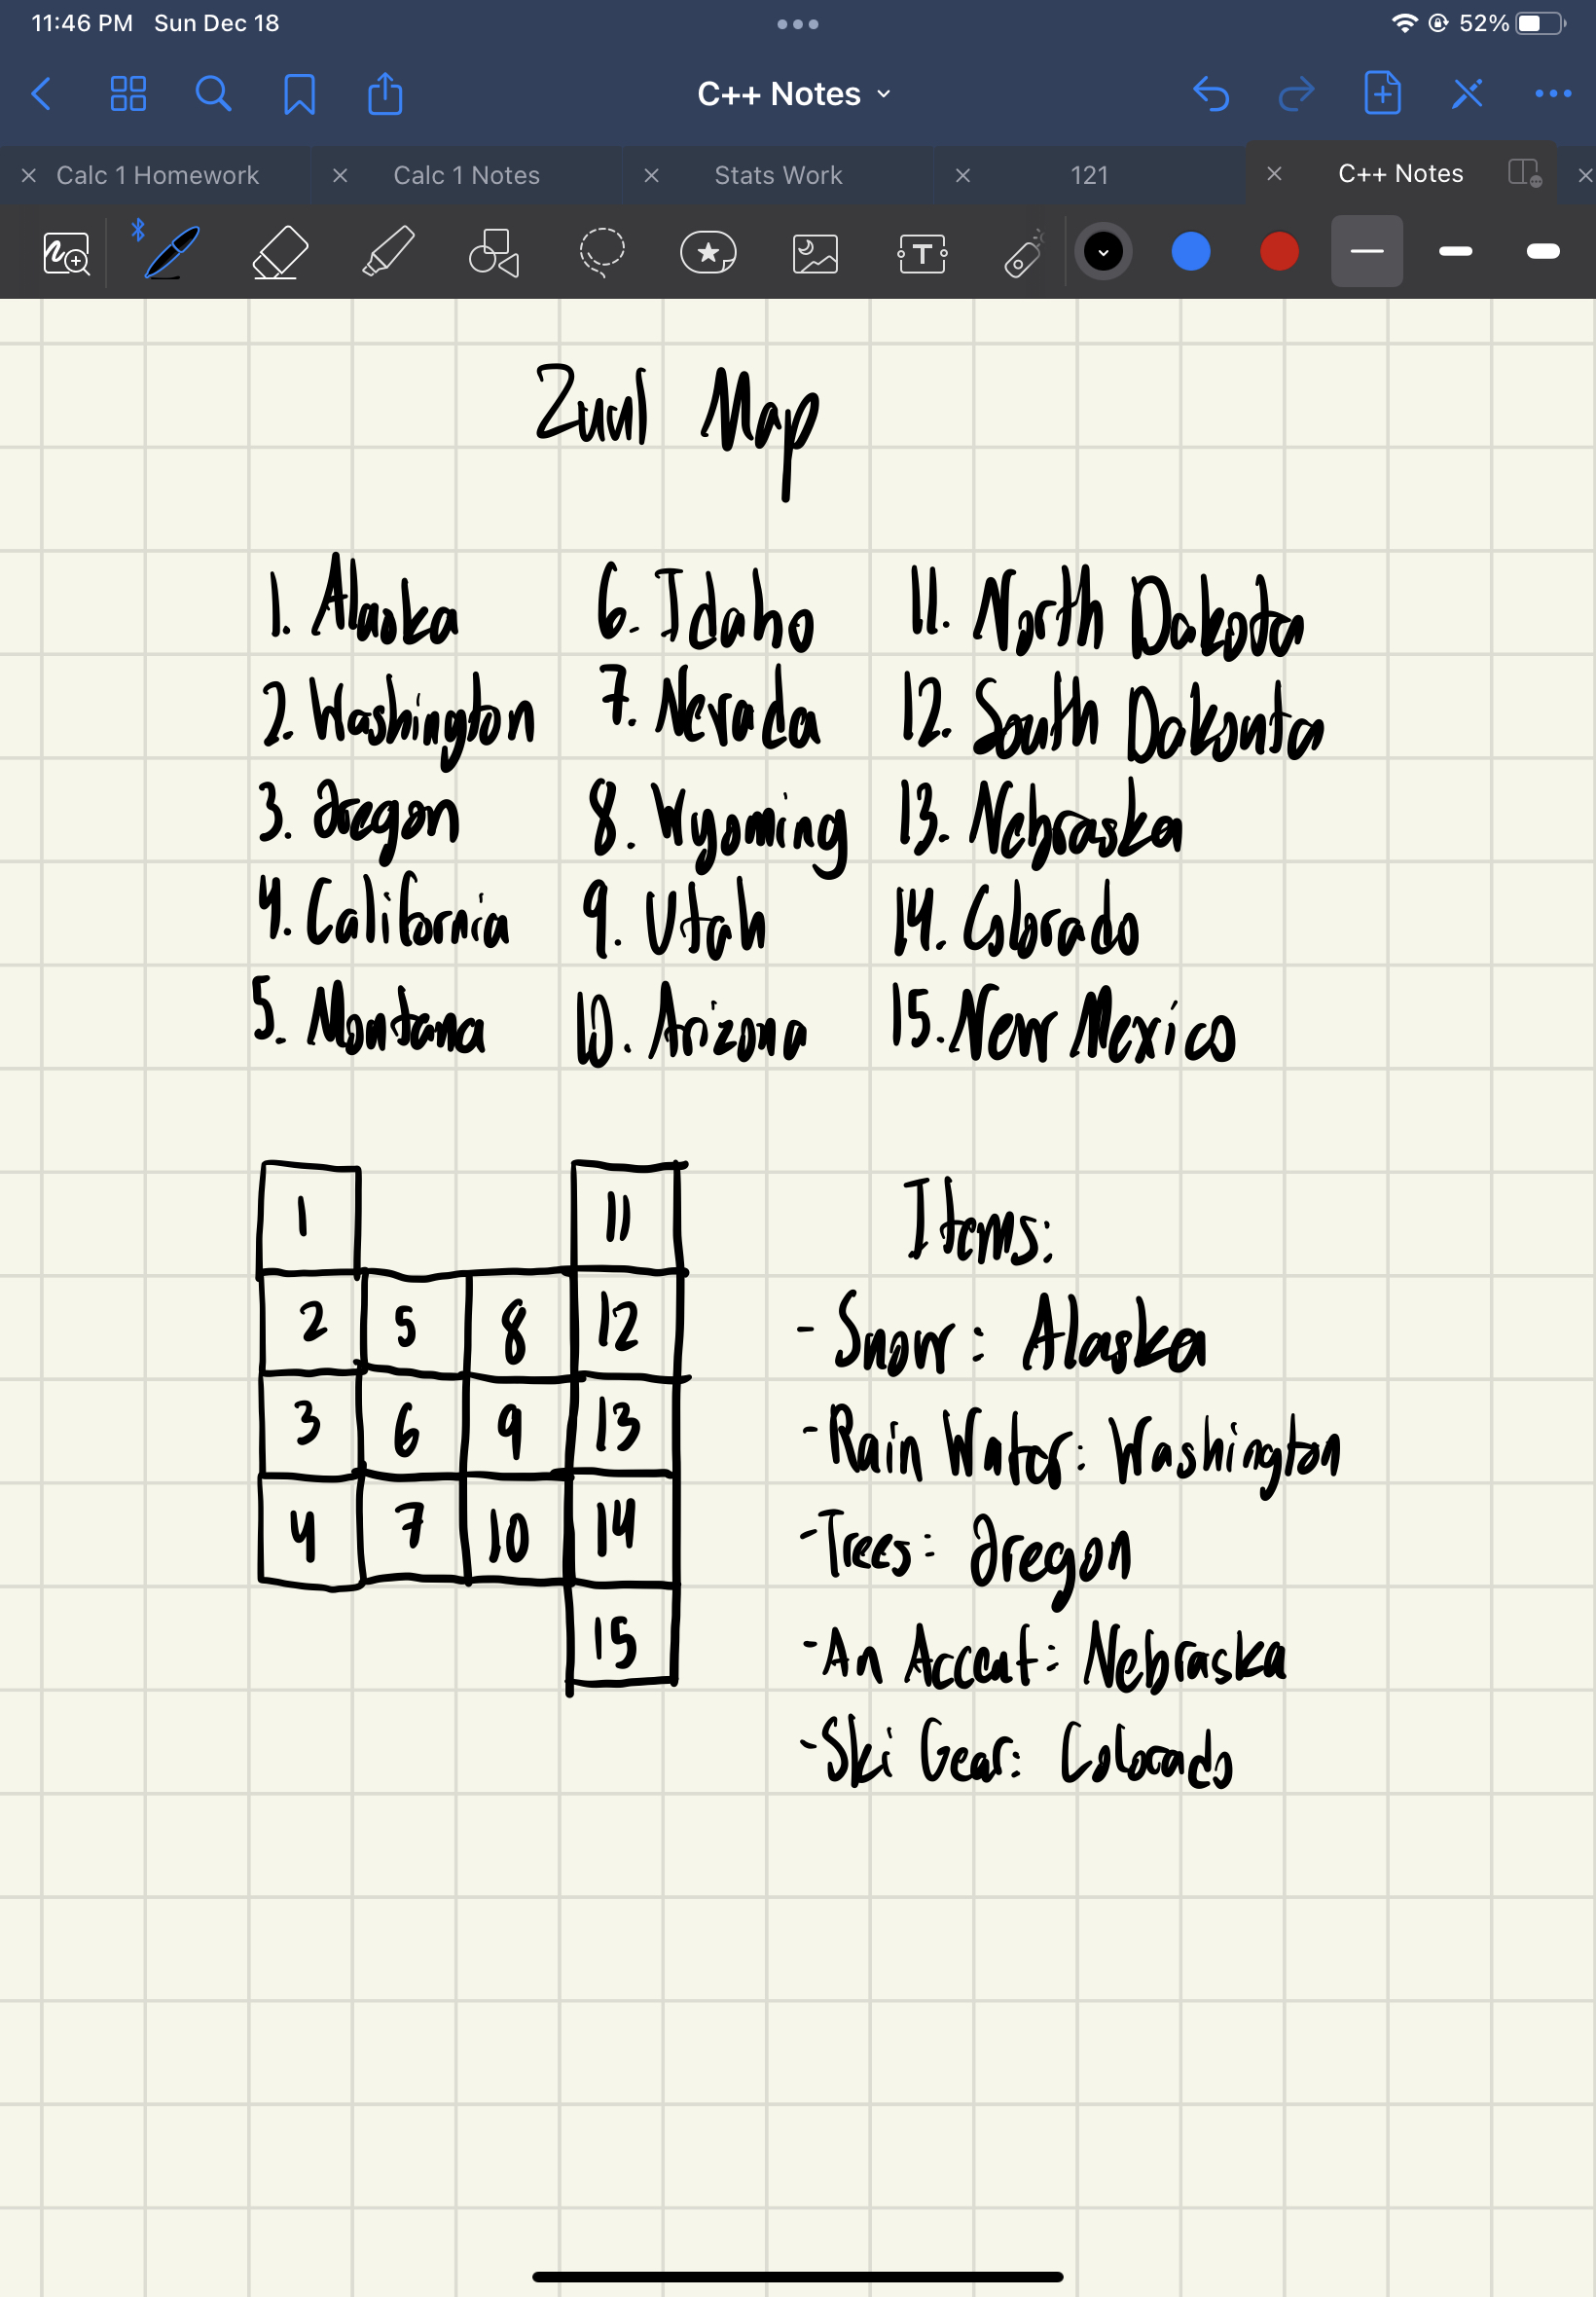 11:46 PM Sun Dec 18 52%
C++ Notes
Calc 1 Homework Calc 1 Notes Stats Work 121 C++ Notes
T
Zuul Map
1. Alaska 6. Idaho 11. North Dakota
2. Washington 7. Nevada 12. South Dakonta
3. Oregon 8. Wyoming 13. Nebraska
4. California 9. Utah 14. Colorado
5. Montana 10. Arizona 15. New Mexico
1 11
2 5 8 12
3 6 9 13
4 7 10 14
15
Items:
- Snow: Alaska
- Rain Water: Washington
- Trees: Oregon
- An Accent: Nebraska
- Ski Gear: Colorado